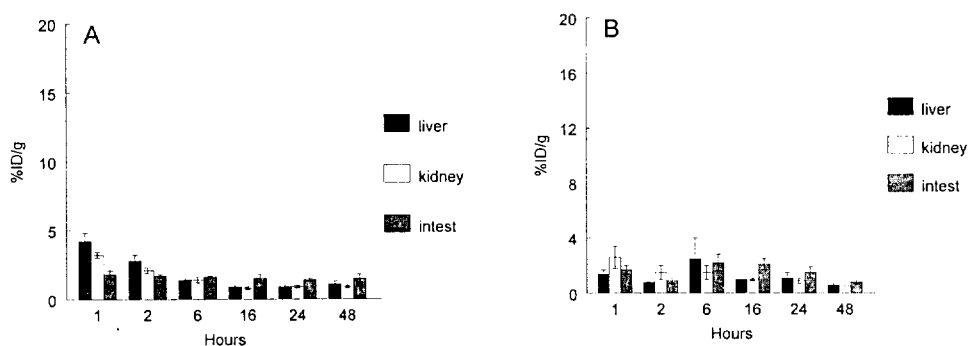 A
%ID/g
20
15
10
5
0
1 2 6 16 24 48
Hours
liver
kidney
intest
B
%ID/g
20
16
12
8
4
0
1 2 6 16 24 48
Hours
liver
kidney
intest